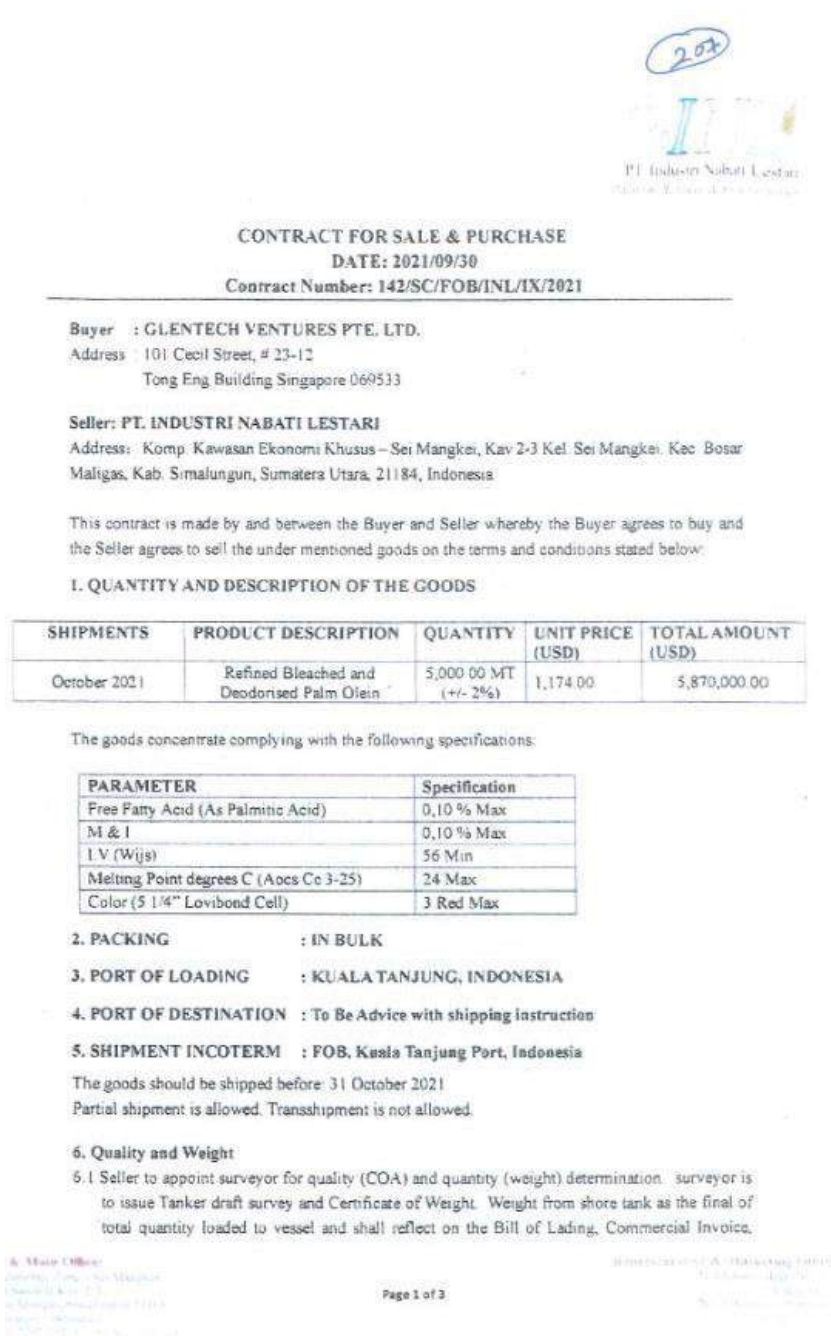 207
PT Industri Nabati Lestari
CONTRACT FOR SALE & PURCHASE
DATE: 2021/09/30
Contract Number: 142/SC/FOB/INL/IX/2021
Buyer : GLENTECH VENTURES PTE. LTD.
Address : 101 Cecil Street, # 23-12
Tong Eng Building Singapore 069533
Seller: PT. INDUSTRI NABATI LESTARI
Address: Komp. Kawasan Ekonomi Khusus – Sei Mangkei, Kav 2-3 Kel. Sei Mangkei. Kec Bosar
Maligas, Kab. Simalungun, Sumatera Utara, 21184, Indonesia
This contract is made by and between the Buyer and Seller whereby the Buyer agrees to buy and
the Seller agrees to sell the under mentioned goods on the terms and conditions stated below:
1. QUANTITY AND DESCRIPTION OF THE GOODS
SHIPMENTS PRODUCT DESCRIPTION QUANTITY UNIT PRICE (USD) TOTAL AMOUNT (USD)
October 2021 Refined Bleached and Deodorised Palm Olein 5,000.00 MT (+/- 2%) 1,174.00 5,870,000.00
The goods concentrate complying with the following specifications:
PARAMETER Specification
Free Fatty Acid (As Palmitic Acid) 0,10 % Max
M & I 0,10 % Max
I.V (Wijs) 56 Min
Melting Point degrees C (Aocs Cc 3-25) 24 Max
Color (5 1/4" Lovibond Cell) 3 Red Max
2. PACKING : IN BULK
3. PORT OF LOADING : KUALA TANJUNG, INDONESIA
4. PORT OF DESTINATION : To Be Advice with shipping instruction
5. SHIPMENT INCOTERM : FOB, Kuala Tanjung Port, Indonesia
The goods should be shipped before: 31 October 2021
Partial shipment is allowed. Transshipment is not allowed.
6. Quality and Weight
6.1 Seller to appoint surveyor for quality (COA) and quantity (weight) determination. surveyor is
to issue Tanker draft survey and Certificate of Weight. Weight from shore tank as the final of
total quantity loaded to vessel and shall reflect on the Bill of Lading, Commercial Invoice,
& Main Office:
Page 1 of 3